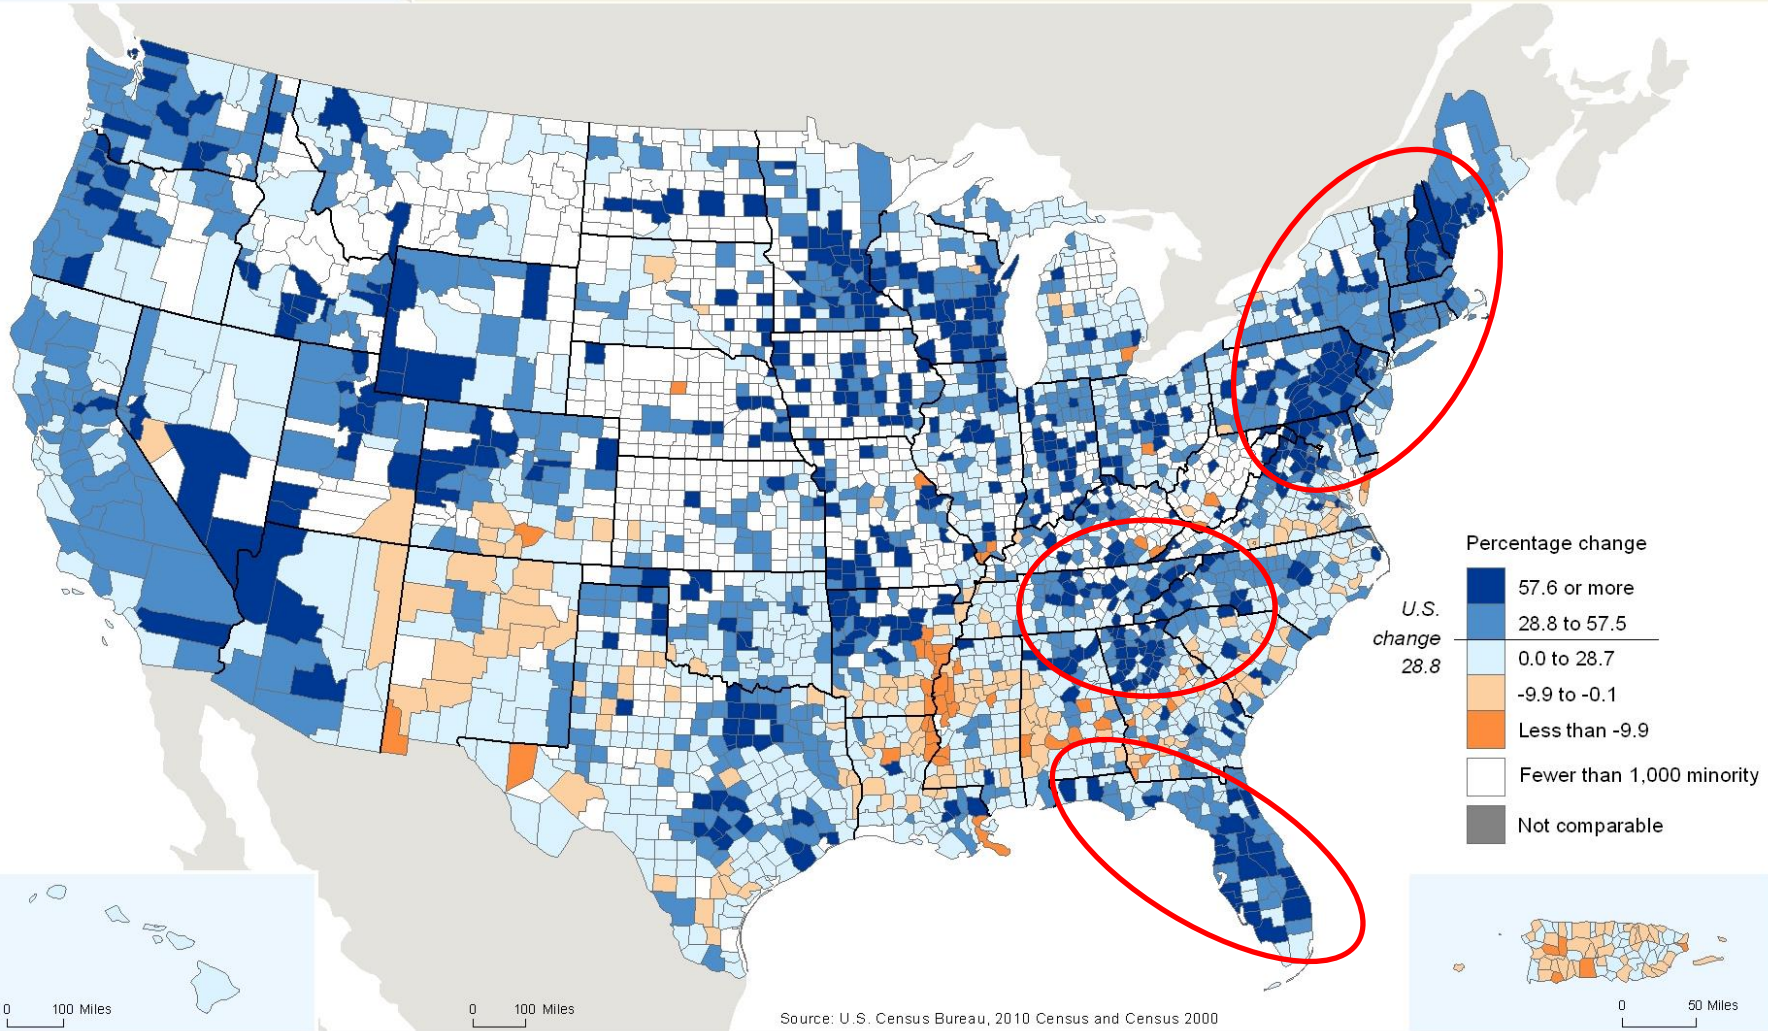 Percentage change
57.6 or more
28.8 to 57.5
0.0 to 28.7
-9.9 to -0.1
Less than -9.9
Fewer than 1,000 minority
Not comparable
U.S.
change
28.8
0 100 Miles
0 100 Miles
0 50 Miles
Source: U.S. Census Bureau, 2010 Census and Census 2000